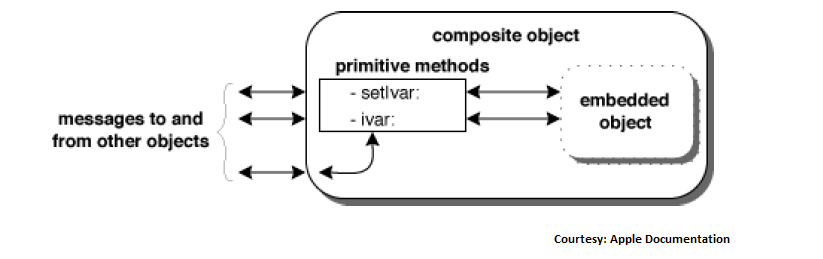 composite object
primitive methods
- setIvar:
- ivar:
embedded
object
messages to and
from other objects
Courtesy: Apple Documentation